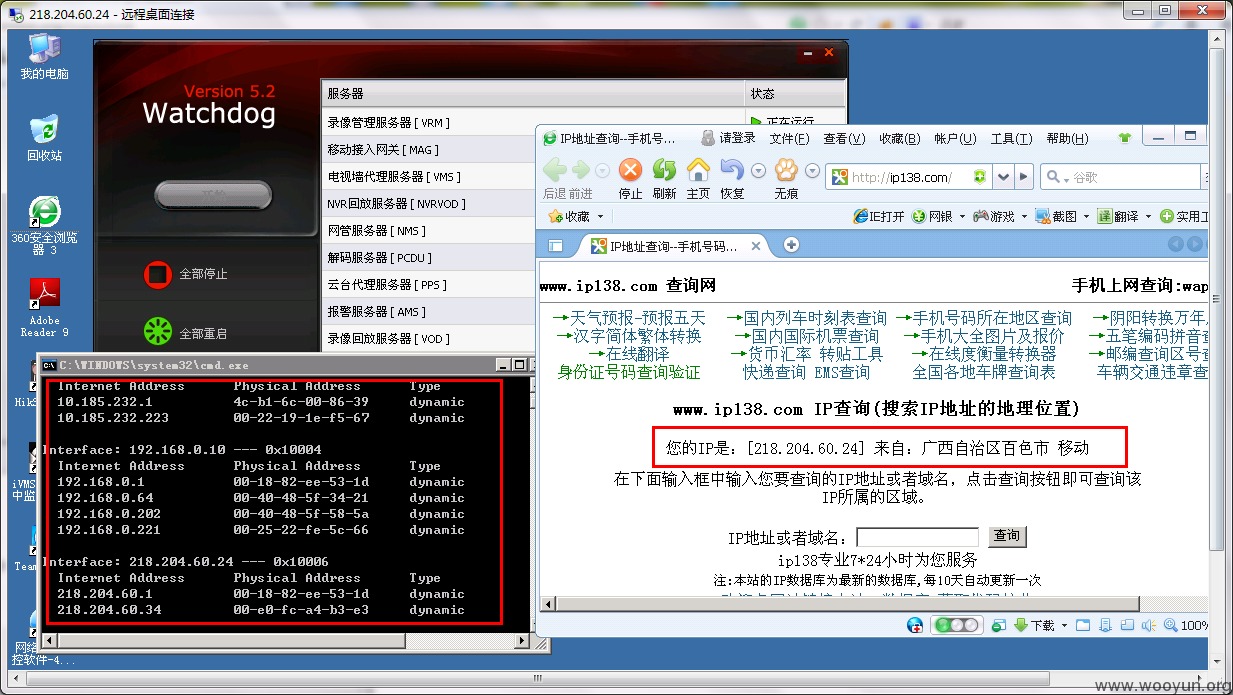 218.204.60.24 - 远程桌面连接
我的电脑
回收站
360安全浏览
器 3
Adobe
Reader 9
Version 5.2
Watchdog
全部停止
全部重启
服务器 状态
录像管理服务器 [ VRM ] 正在运行
移动接入网关 [ MAG ]
电视墙代理服务器 [ VMS ]
NVR回放服务器 [ NVRVOD ]
网管服务器 [ NMS ]
解码服务器 [ PCDU ]
云台代理服务器 [ PPS ]
报警服务器 [ AMS ]
录像回放服务器 [ VOD ]
HikS
iVMS
中监
Team
网络
控软件-4...
C:\WINDOWS\system32\cmd.exe
Internet Address Physical Address Type
10.185.232.1 4c-b1-6c-00-86-39 dynamic
10.185.232.223 00-22-19-1e-f5-67 dynamic
Interface: 192.168.0.10 --- 0x10004
Internet Address Physical Address Type
192.168.0.1 00-18-82-ee-53-1d dynamic
192.168.0.64 00-40-48-5f-34-21 dynamic
192.168.0.202 00-40-48-5f-58-5a dynamic
192.168.0.221 00-25-22-fe-5c-66 dynamic
Interface: 218.204.60.24 --- 0x10006
Internet Address Physical Address Type
218.204.60.1 00-18-82-ee-53-1d dynamic
218.204.60.34 00-e0-fc-a4-b3-e3 dynamic
IP地址查询--手机号... 请登录 文件(F) 查看(V) 收藏(B) 帐户(U) 工具(T) 帮助(H)
后退 前进 停止 刷新 主页 恢复 无痕 http://ip138.com/ 谷歌
收藏 IE打开 网银 游戏 截图 翻译 实用工
IP地址查询--手机号码...
www.ip138.com 查询网 手机上网查询:wap
天气预报-预报五天 国内列车时刻表查询 手机号码所在地区查询 阴阳转换万年
汉字简体繁体转换 国内国际机票查询 手机大全图片及报价 五笔编码拼音查
在线翻译 货币汇率 转贴工具 在线度衡量转换器 邮编查询区号查
身份证号码查询验证 快递查询 EMS查询 全国各地车牌查询表 车辆交通违章查
www.ip138.com IP查询(搜索IP地址的地理位置)
您的IP是：[218.204.60.24] 来自：广西自治区百色市 移动
在下面输入框中输入您要查询的IP地址或者域名，点击查询按钮即可查询该
IP所属的区域。
IP地址或者域名： 查询
ip138专业7*24小时为您服务
注:本站的IP数据库为最新的数据库,每10天自动更新一次
下载 100%
www.wooyun.org